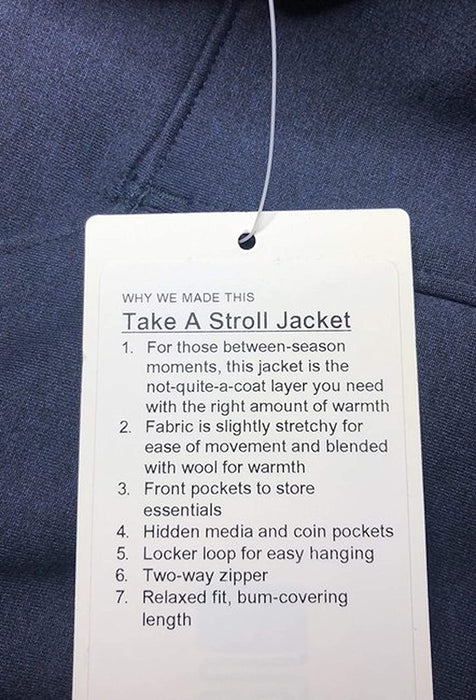 WHY WE MADE THIS
Take A Stroll Jacket
1. For those between-season
moments, this jacket is the
not-quite-a-coat layer you need
with the right amount of warmth
2. Fabric is slightly stretchy for
ease of movement and blended
with wool for warmth
3. Front pockets to store
essentials
4. Hidden media and coin pockets
5. Locker loop for easy hanging
6. Two-way zipper
7. Relaxed fit, bum-covering
length